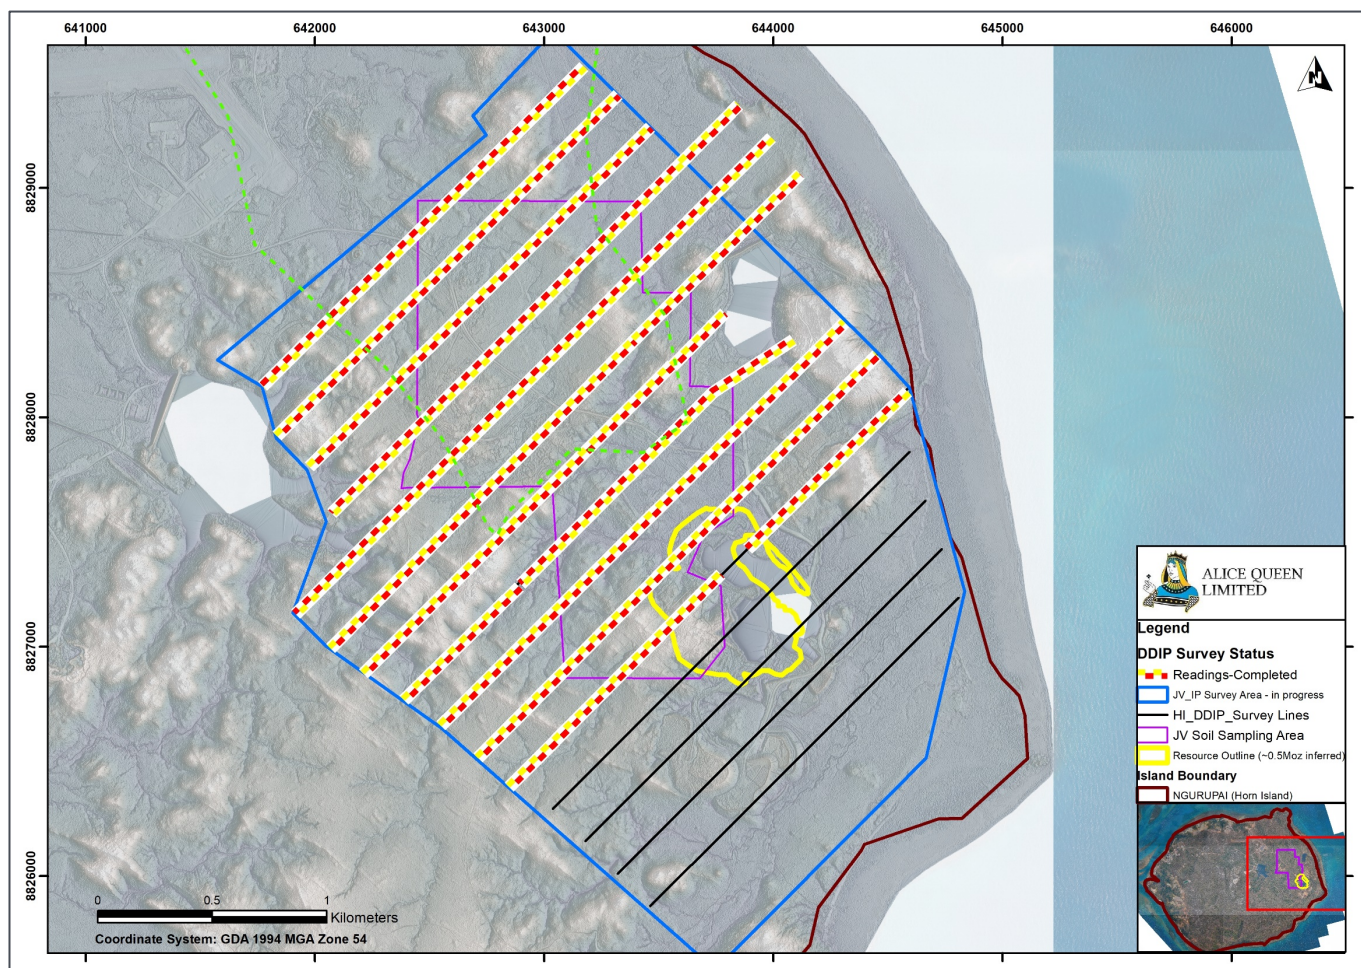 641000 642000 643000 644000 645000 646000
8829000
8828000
8827000
8826000
N
ALICE QUEEN
LIMITED
Legend
DDIP Survey Status
Readings-Completed
JV_IP Survey Area - in progress
HI_DDIP_Survey Lines
JV Soil Sampling Area
Resource Outline (~0.5Moz inferred)
Island Boundary
NGURUPAI (Horn Island)
0 0.5 1
Kilometers
Coordinate System: GDA 1994 MGA Zone 54